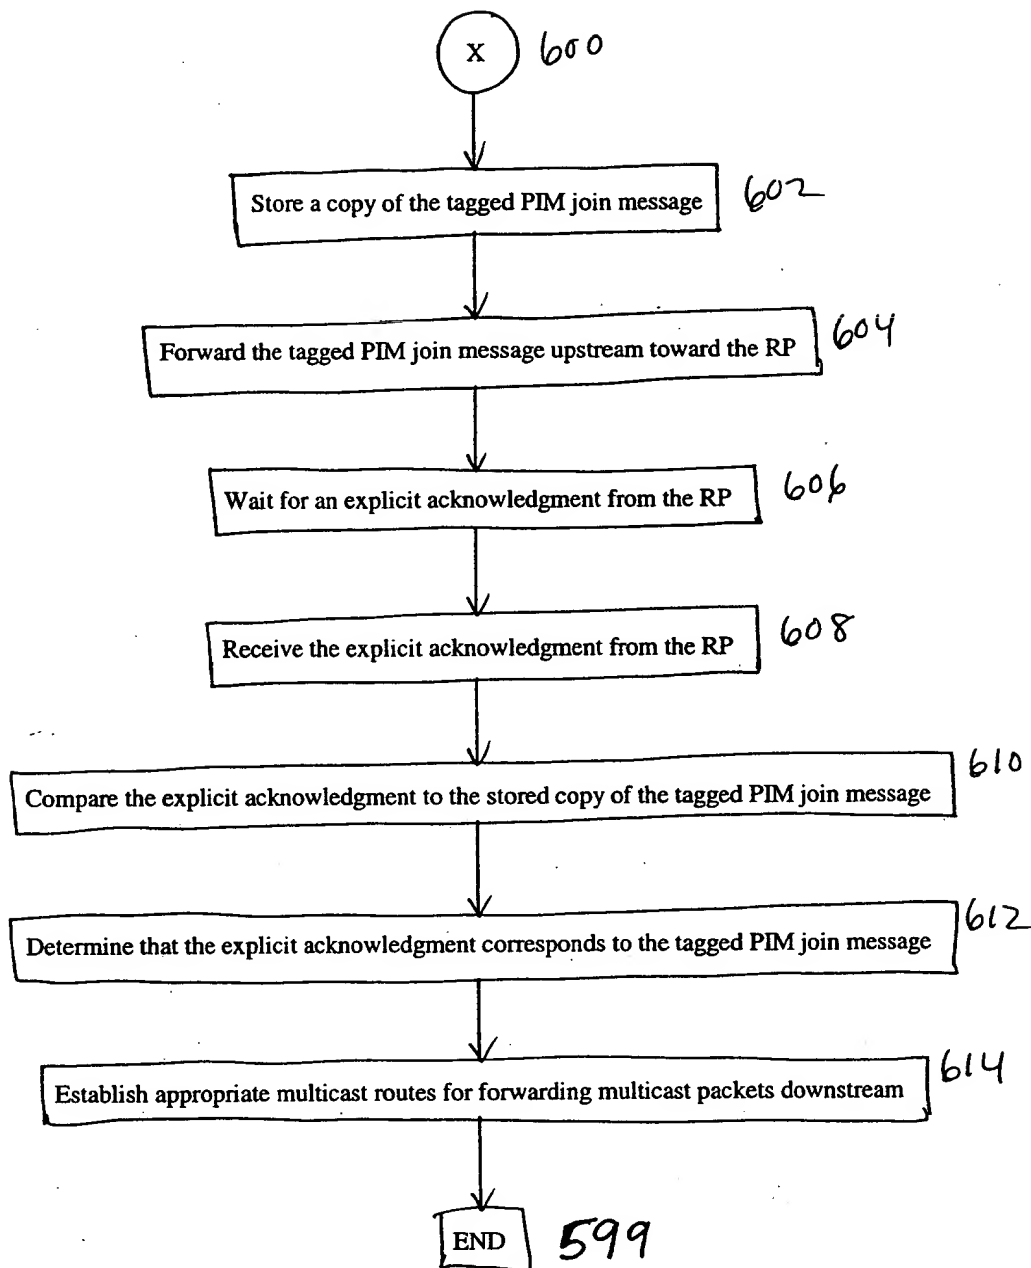 X 600
Store a copy of the tagged PIM join message 602
Forward the tagged PIM join message upstream toward the RP 604
Wait for an explicit acknowledgment from the RP 606
Receive the explicit acknowledgment from the RP 608
Compare the explicit acknowledgment to the stored copy of the tagged PIM join message 610
Determine that the explicit acknowledgment corresponds to the tagged PIM join message 612
Establish appropriate multicast routes for forwarding multicast packets downstream 614
END 599